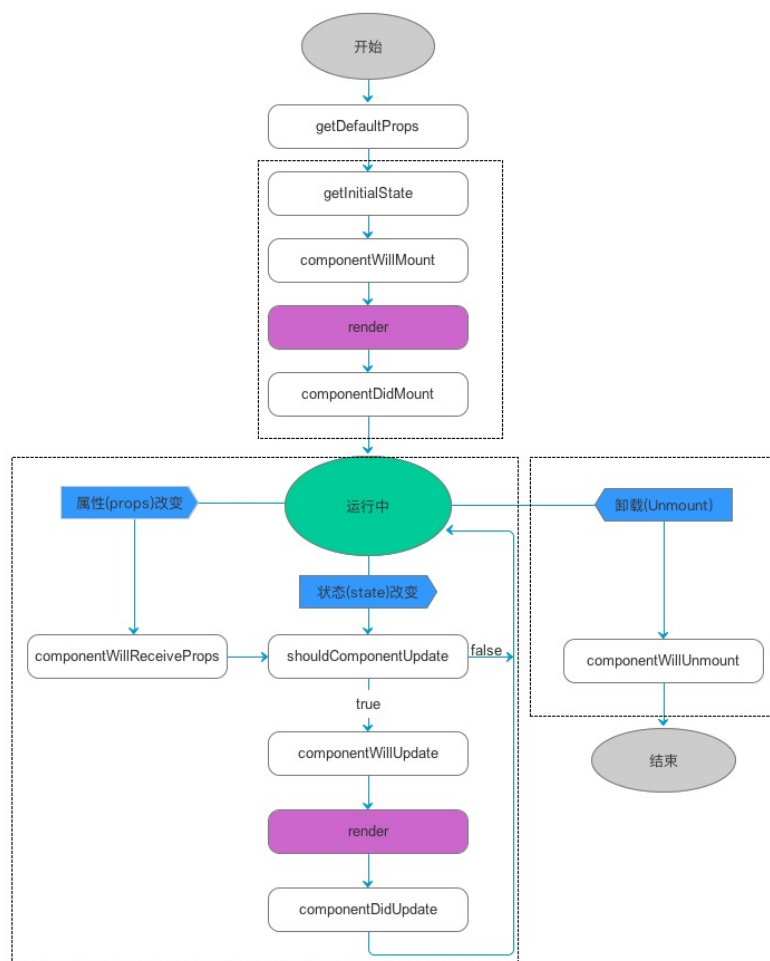 开始
getDefaultProps
getInitialState
componentWillMount
render
componentDidMount
属性(props)改变
运行中
卸载(Unmount)
状态(state)改变
componentWillReceiveProps
shouldComponentUpdate
false
componentWillUnmount
true
componentWillUpdate
结束
render
componentDidUpdate